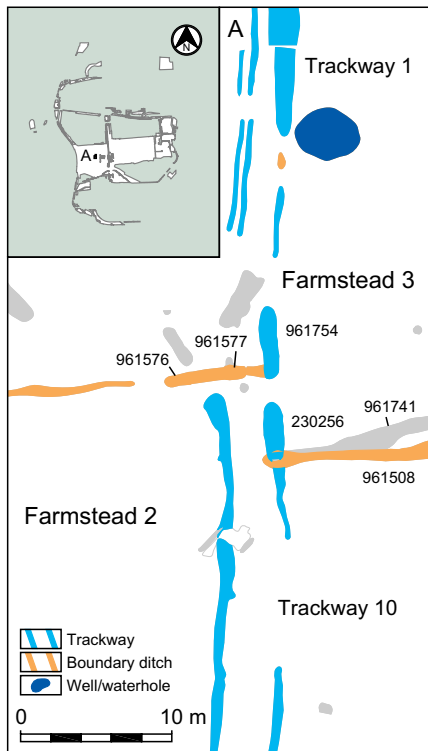 N
A
A
Trackway 1
Farmstead 3
961577
961754
961576
230256
961741
961508
Farmstead 2
Trackway 10
Trackway
Boundary ditch
Well/waterhole
0 10 m